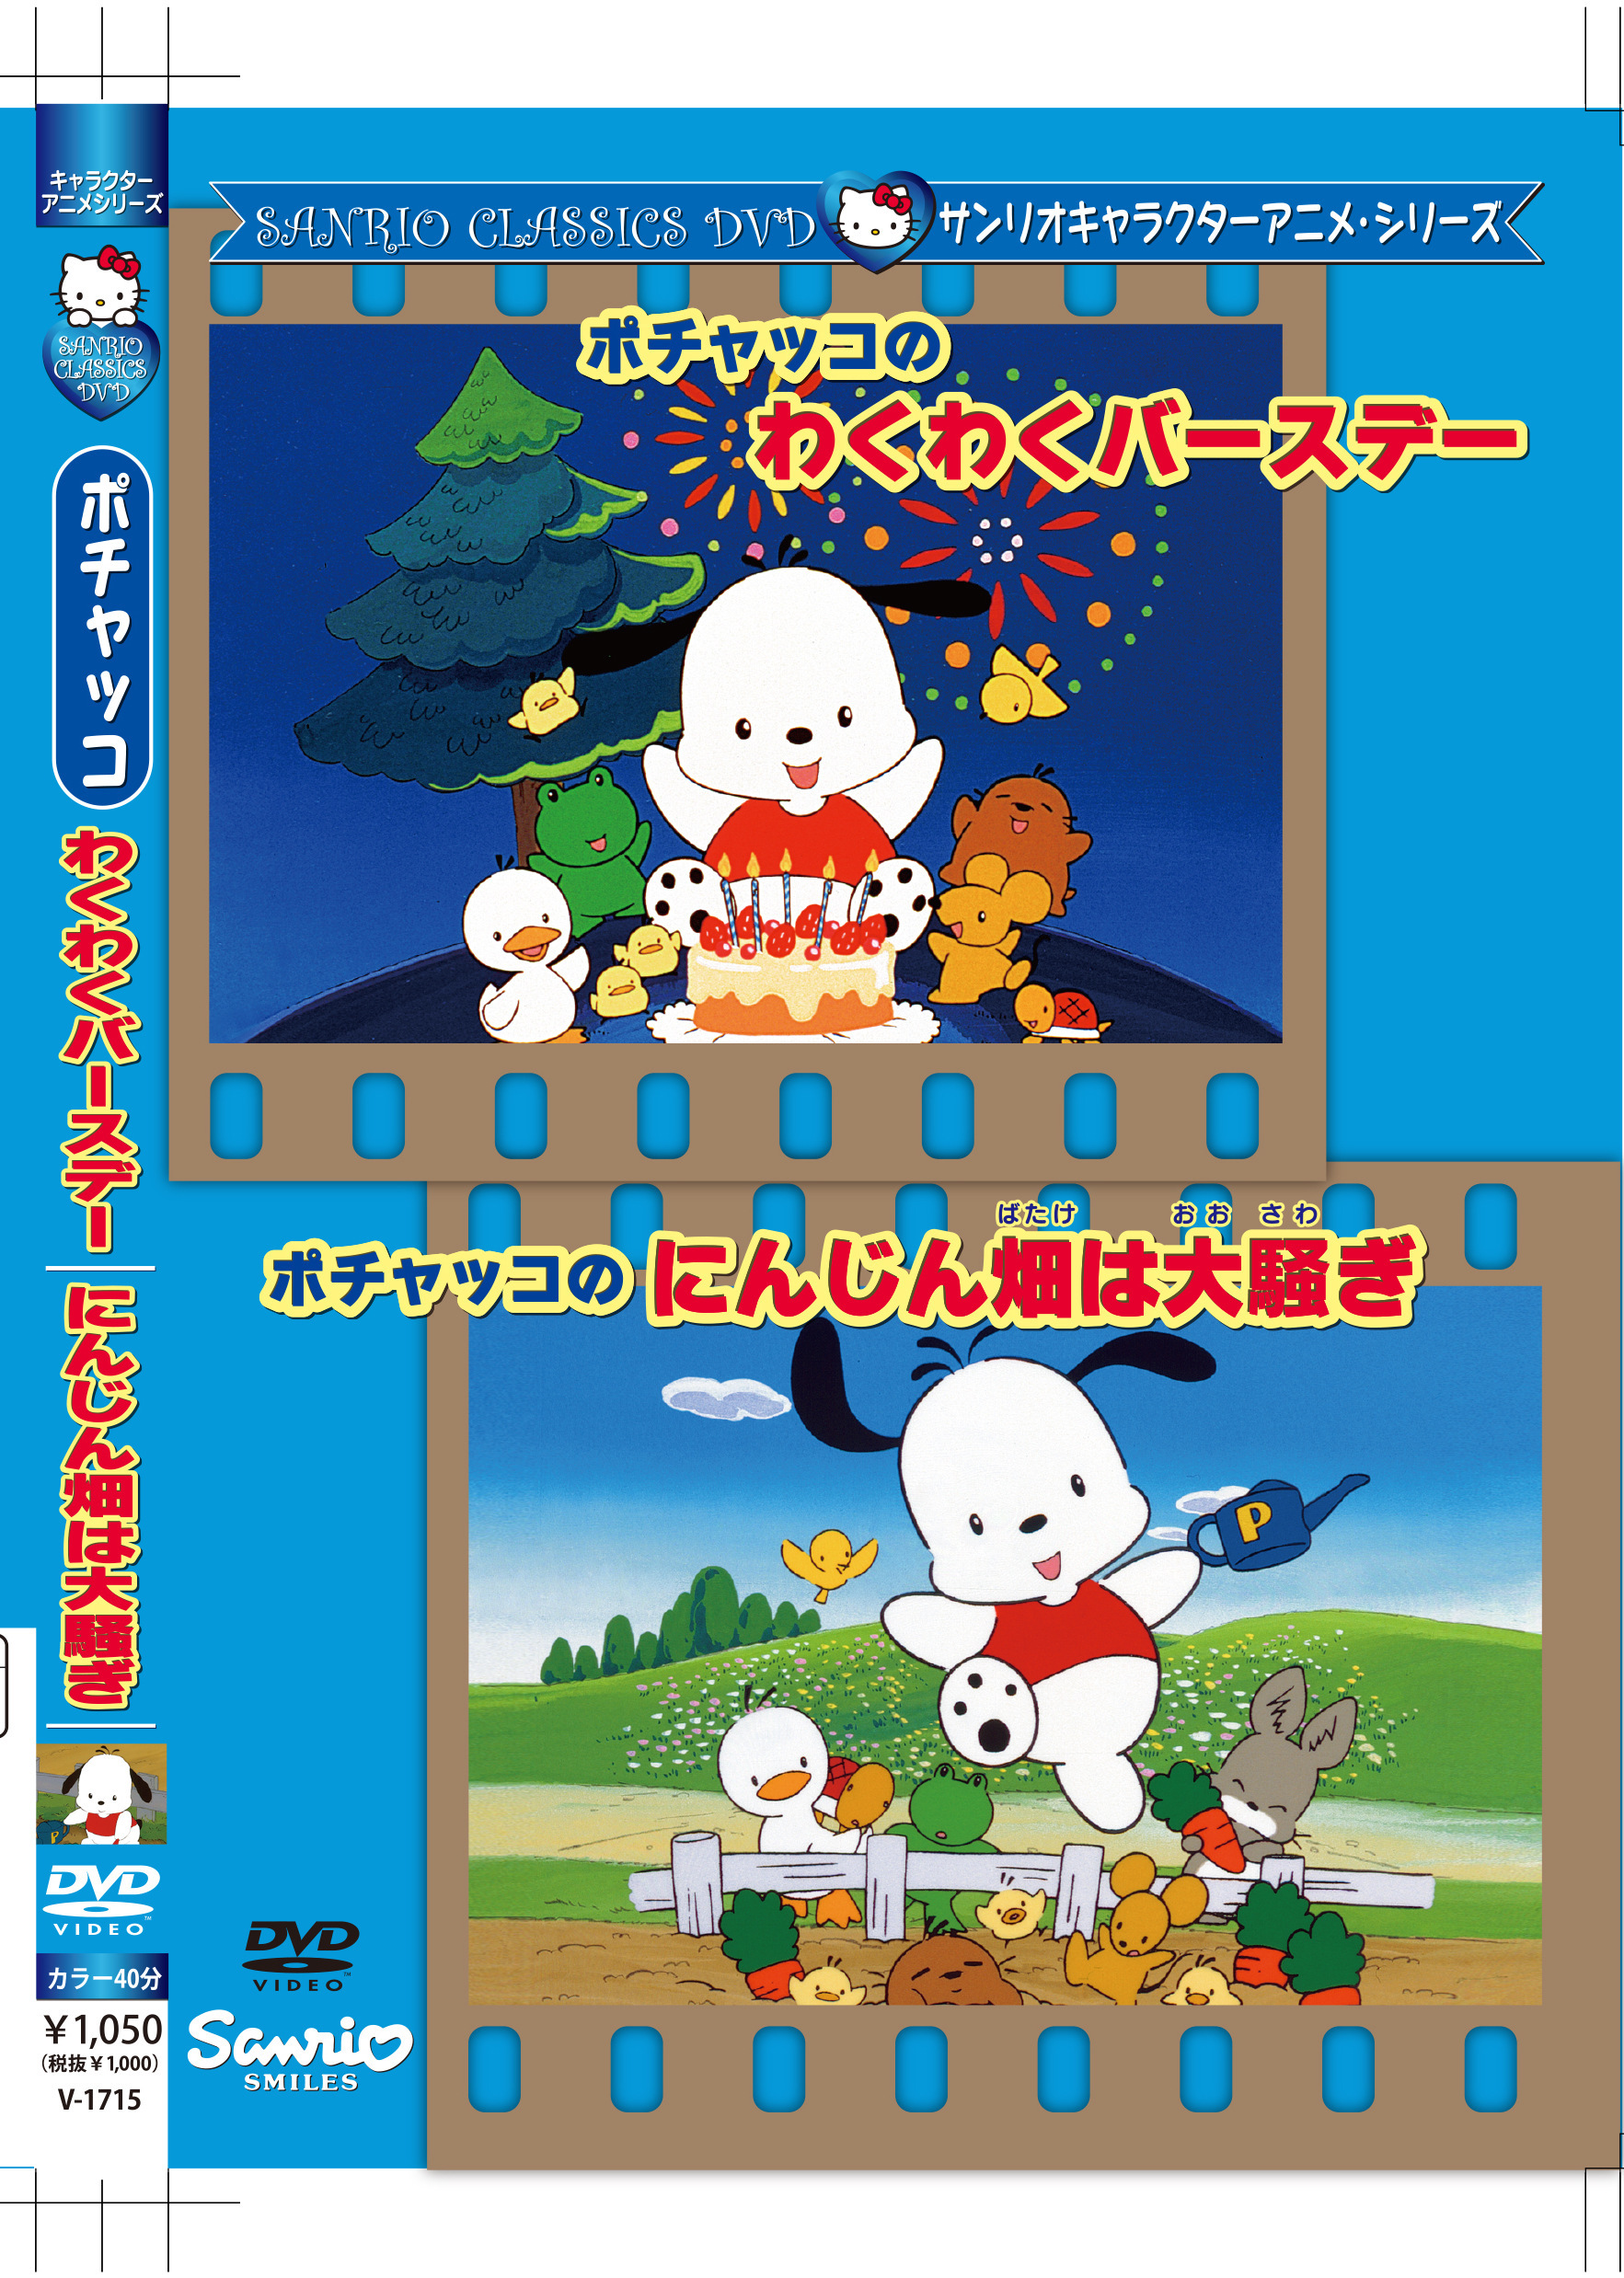 キャラクター
アニメシリーズ
SANRIO
CLASSICS
DVD
ポチャッコ
わくわくバースデー
にんじん畑は大騒ぎ
P
DVD
VIDEO
TM
カラー40分
¥1,050
(税抜¥1,000)
V-1715
SANRIO CLASSICS DVD サンリオキャラクターアニメ・シリーズ
ポチャッコの
わくわくバースデー
ばたけ おお さわ
ポチャッコの にんじん畑は大騒ぎ
P
DVD
VIDEO
TM
Sanrio
SMILES